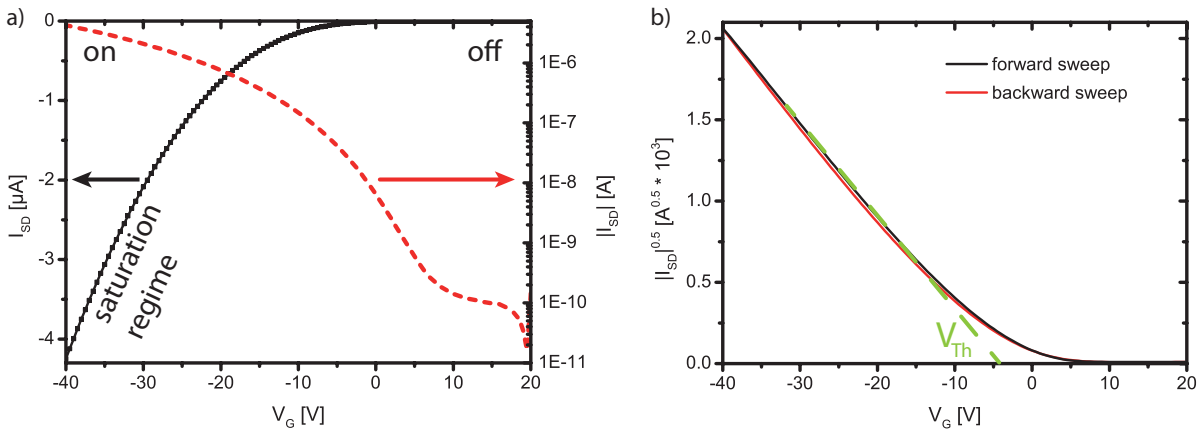 a)
0
-1
-2
-3
-4
I_SD [µA]
on
off
saturation
regime
1E-6
1E-7
1E-8
1E-9
1E-10
1E-11
|I_SD| [A]
-40
-30
-20
-10
0
10
20
V_G [V]
b)
2.0
1.5
1.0
0.5
0.0
|I_SD|^0.5 [A^0.5 * 10^3]
forward sweep
backward sweep
V_Th
-40
-30
-20
-10
0
10
20
V_G [V]